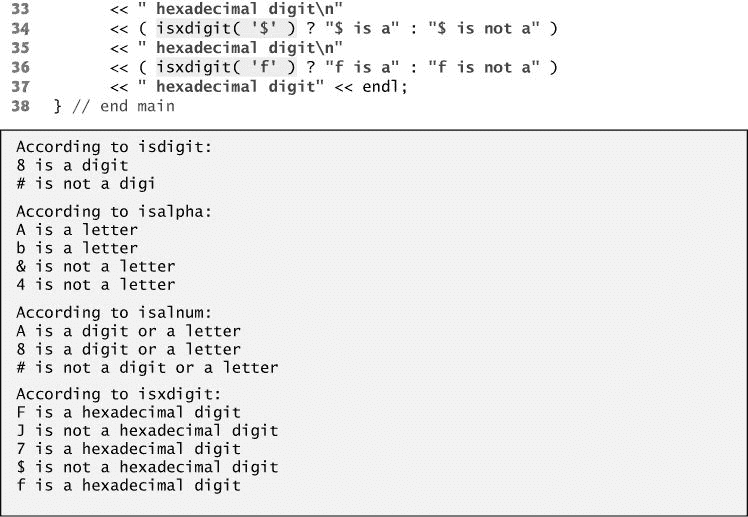 33 << " hexadecimal digit\n"
34 << ( isxdigit( '$' ) ? "$ is a" : "$ is not a" )
35 << " hexadecimal digit\n"
36 << ( isxdigit( 'f' ) ? "f is a" : "f is not a" )
37 << " hexadecimal digit" << endl;
38 } // end main
According to isdigit:
8 is a digit
# is not a digi
According to isalpha:
A is a letter
b is a letter
& is not a letter
4 is not a letter
According to isalnum:
A is a digit or a letter
8 is a digit or a letter
# is not a digit or a letter
According to isxdigit:
F is a hexadecimal digit
J is not a hexadecimal digit
7 is a hexadecimal digit
$ is not a hexadecimal digit
f is a hexadecimal digit